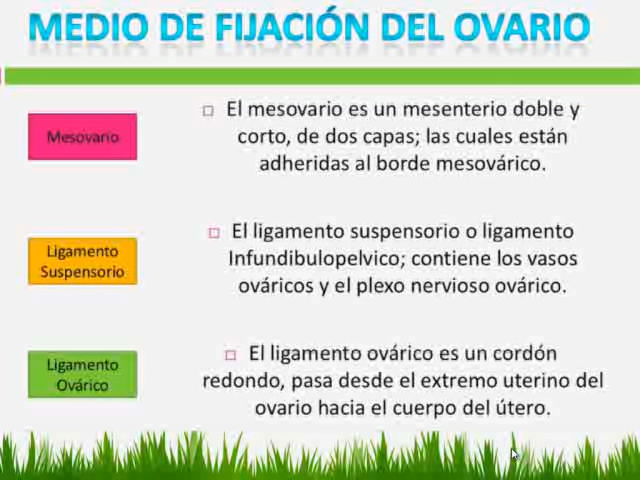 MEDIO DE FIJACIÓN DEL OVARIO
Mesovario
El mesovario es un mesenterio doble y
corto, de dos capas; las cuales están
adheridas al borde mesovárico.
Ligamento
Suspensorio
El ligamento suspensorio o ligamento
Infundibulopelvico; contiene los vasos
ováricos y el plexo nervioso ovárico.
Ligamento
Ovárico
El ligamento ovárico es un cordón
redondo, pasa desde el extremo uterino del
ovario hacia el cuerpo del útero.